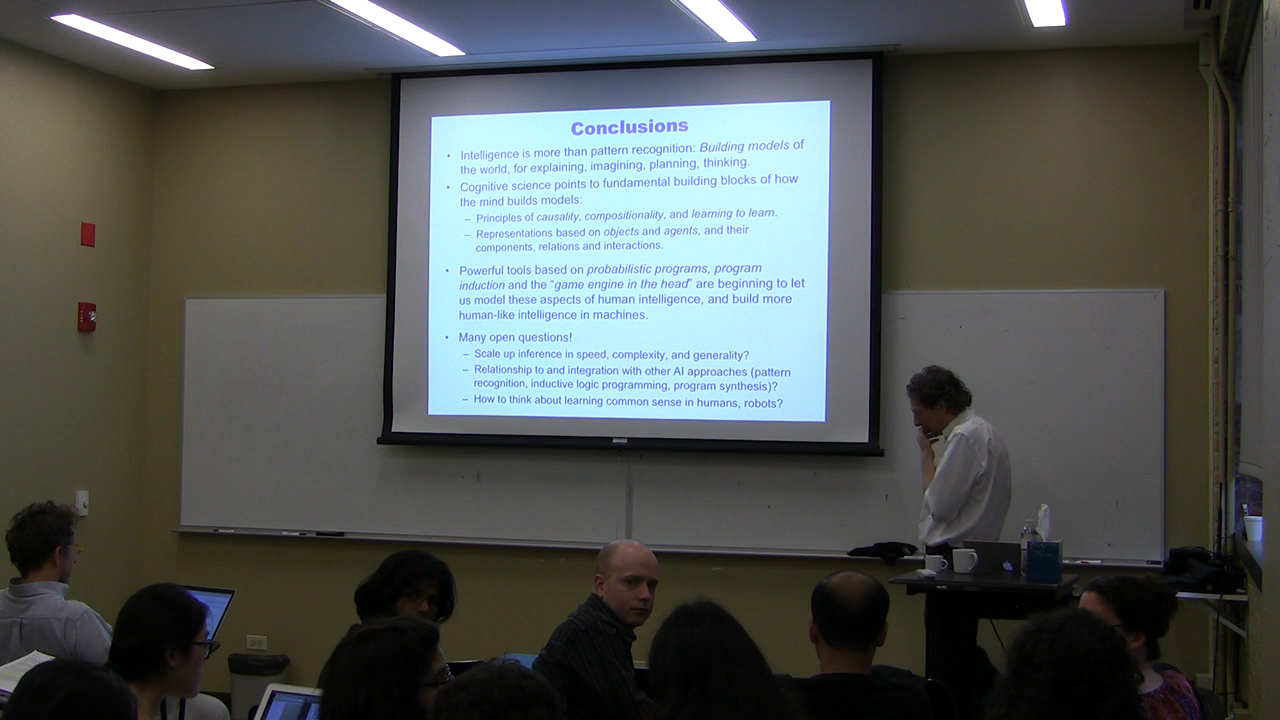 Conclusions
• Intelligence is more than pattern recognition: Building models of
the world, for explaining, imagining, planning, thinking.
• Cognitive science points to fundamental building blocks of how
the mind builds models:
– Principles of causality, compositionality, and learning to learn.
– Representations based on objects and agents, and their
components, relations and interactions.
• Powerful tools based on probabilistic programs, program
induction and the “game engine in the head” are beginning to let
us model these aspects of human intelligence, and build more
human-like intelligence in machines.
• Many open questions!
– Scale up inference in speed, complexity, and generality?
– Relationship to and integration with other AI approaches (pattern
recognition, inductive logic programming, program synthesis)?
– How to think about learning common sense in humans, robots?